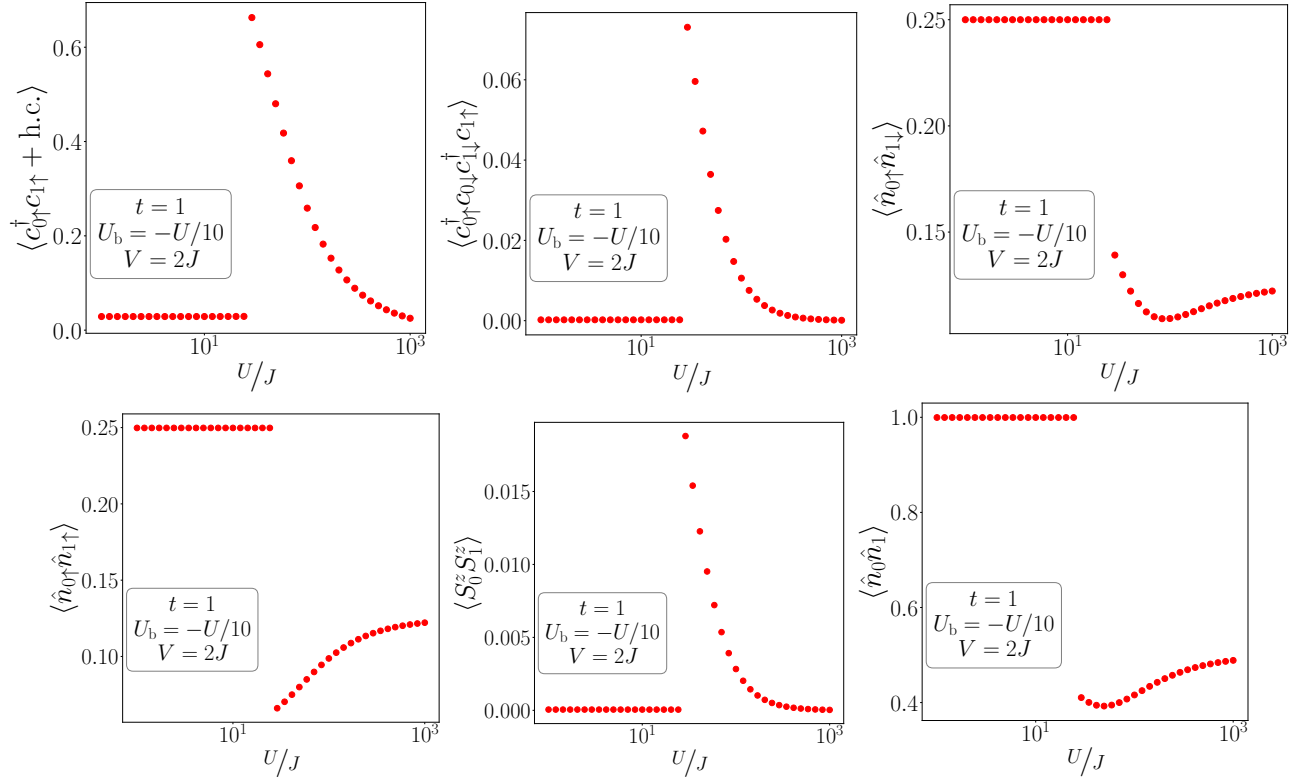 ⟨c†0↑c1↑ + h.c.⟩
0.6
0.4
0.2
0.0
t = 1
Ub = −U/10
V = 2J
10^1
10^3
U/J
⟨c†0↑c0↓c†1↓c1↑⟩
0.06
0.04
0.02
0.00
t = 1
Ub = −U/10
V = 2J
10^1
10^3
U/J
⟨n̂0↑n̂1↓⟩
0.25
0.20
0.15
t = 1
Ub = −U/10
V = 2J
10^1
10^3
U/J
⟨n̂0↑n̂1↑⟩
0.25
0.20
0.15
0.10
t = 1
Ub = −U/10
V = 2J
10^1
10^3
U/J
⟨S^z_0 S^z_1⟩
0.015
0.010
0.005
0.000
t = 1
Ub = −U/10
V = 2J
10^1
10^3
U/J
⟨n̂0n̂1⟩
1.0
0.8
0.6
0.4
t = 1
Ub = −U/10
V = 2J
10^1
10^3
U/J